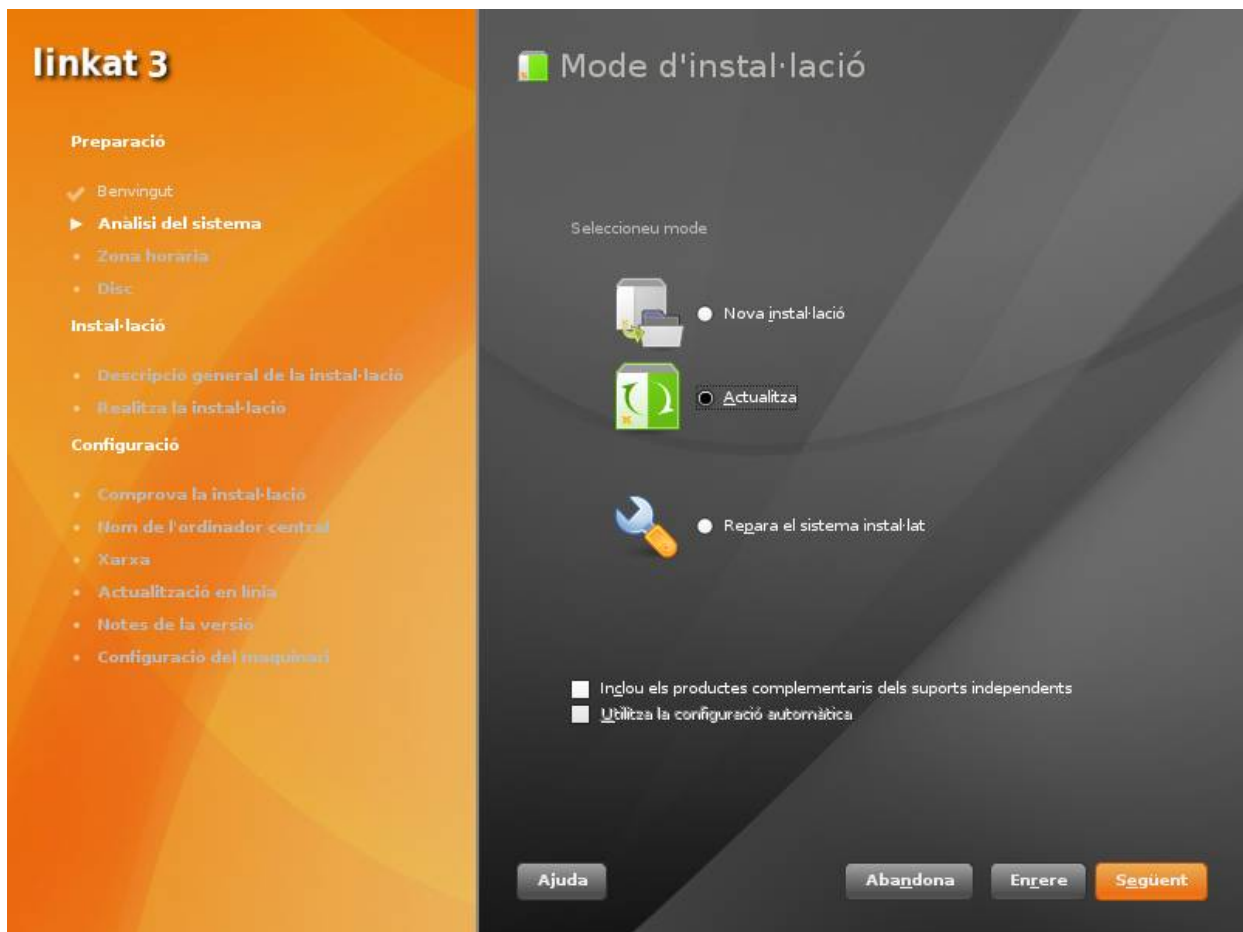 linkat 3
Preparació
Benvingut
Anàlisi del sistema
Zona horària
Disc
Instal·lació
Descripció general de la instal·lació
Realitza la instal·lació
Configuració
Comprova la instal·lació
Nom de l'ordinador central
Xarxa
Actualització en línia
Notes de la versió
Configuració del maquinari
Mode d'instal·lació
Seleccioneu mode
Nova instal·lació
Actualitza
Repara el sistema instal·lat
Inclou els productes complementaris dels suports independents
Utilitza la configuració automàtica
Ajuda
Abandona
Enrere
Següent